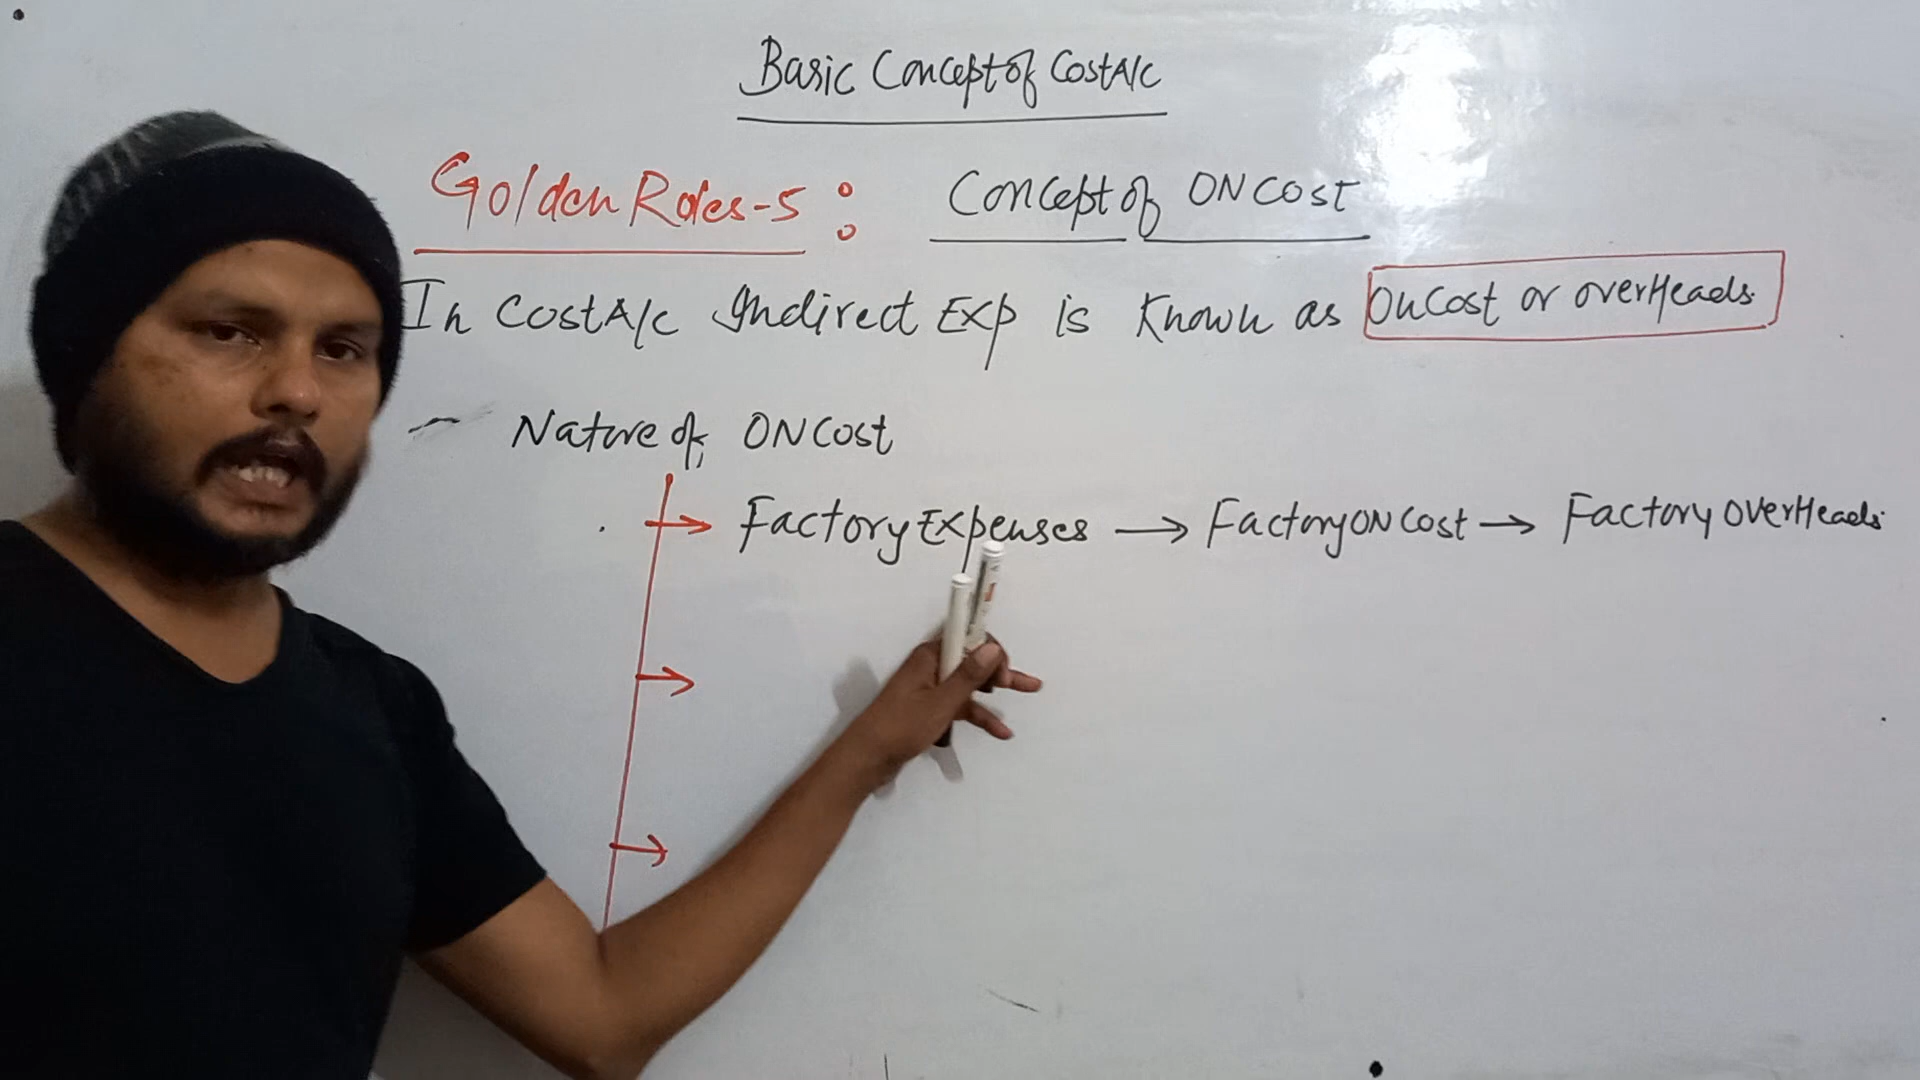 Basic Concept of Cost A/c
Golden Roles-5 : Concept of ON Cost
In Cost A/c Indirect Exp is Known as OnCost or overHeads
Nature of ON Cost
Factory Expenses → Factory ON Cost → Factory OverHeads